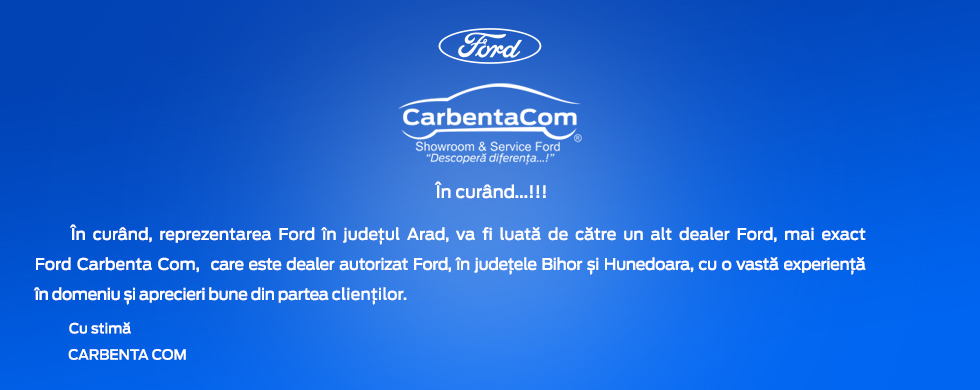 Ford
CarbentaCom
®
Showroom & Service Ford
“Descoperă diferența...!”
În curând...!!!
În curând, reprezentarea Ford în județul Arad, va fi luată de către un alt dealer Ford, mai exact
Ford Carbenta Com, care este dealer autorizat Ford, în județele Bihor și Hunedoara, cu o vastă experiență
în domeniu și aprecieri bune din partea clienților.
Cu stimă
CARBENTA COM